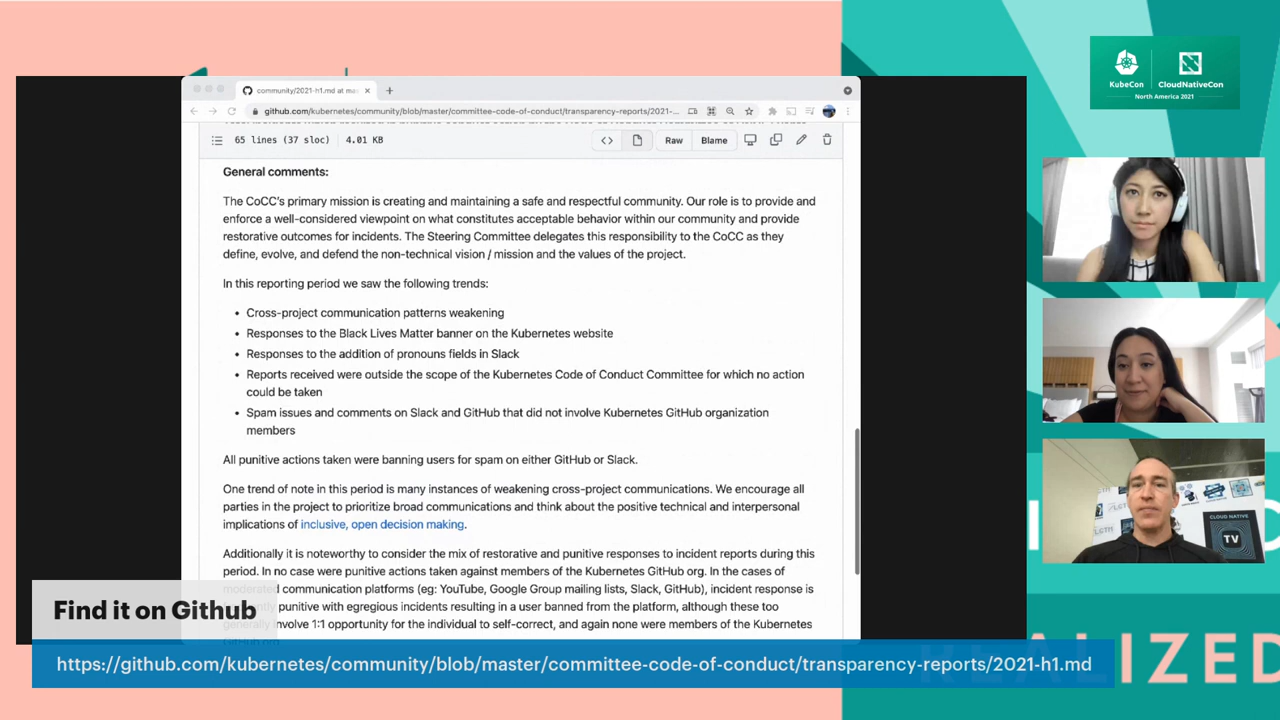 KubeCon
CloudNativeCon
North America 2021
community/2021-h1.md at mas
github.com/kubernetes/community/blob/master/committee-code-of-conduct/transparency-reports/2021-...
65 lines (37 sloc) 4.01 KB
Raw
Blame
General comments:
The CoCC's primary mission is creating and maintaining a safe and respectful community. Our role is to provide and
enforce a well-considered viewpoint on what constitutes acceptable behavior within our community and provide
restorative outcomes for incidents. The Steering Committee delegates this responsibility to the CoCC as they
define, evolve, and defend the non-technical vision / mission and the values of the project.
In this reporting period we saw the following trends:
• Cross-project communication patterns weakening
• Responses to the Black Lives Matter banner on the Kubernetes website
• Responses to the addition of pronouns fields in Slack
• Reports received were outside the scope of the Kubernetes Code of Conduct Committee for which no action
could be taken
• Spam issues and comments on Slack and GitHub that did not involve Kubernetes GitHub organization
members
All punitive actions taken were banning users for spam on either GitHub or Slack.
One trend of note in this period is many instances of weakening cross-project communications. We encourage all
parties in the project to prioritize broad communications and think about the positive technical and interpersonal
implications of inclusive, open decision making.
Additionally it is noteworthy to consider the mix of restorative and punitive responses to incident reports during this
period. In no case were punitive actions taken against members of the Kubernetes GitHub org. In the cases of
moderated communication platforms (eg: YouTube, Google Group mailing lists, Slack, GitHub), incident response is
punitive with egregious incidents resulting in a user banned from the platform, although these too
generally involve 1:1 opportunity for the individual to self-correct, and again none were members of the Kubernetes
GitHub org
Find it on Github
https://github.com/kubernetes/community/blob/master/committee-code-of-conduct/transparency-reports/2021-h1.md
CLOUD NATIVE
TV
REALIZED